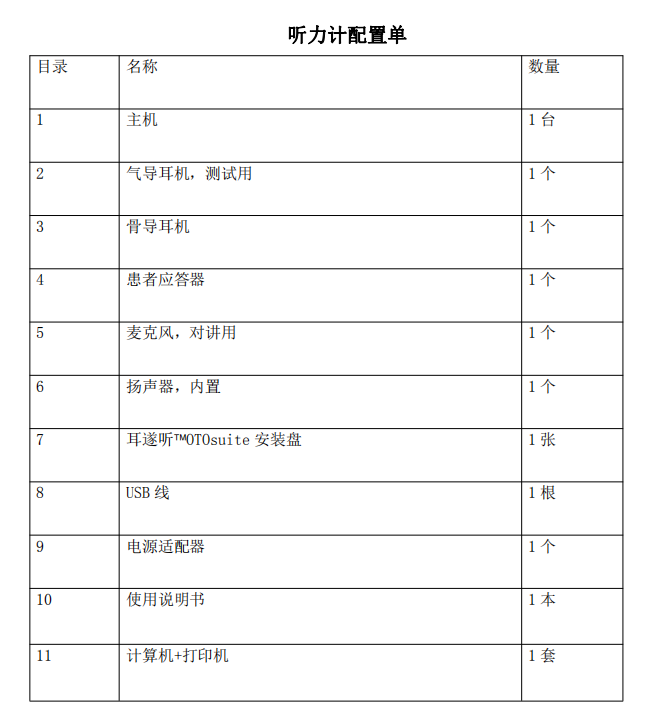 听力计配置单
目录 名称 数量
1 主机 1 台
2 气导耳机，测试用 1 个
3 骨导耳机 1 个
4 患者应答器 1 个
5 麦克风，对讲用 1 个
6 扬声器，内置 1 个
7 耳遂听™OTOsuite 安装盘 1 张
8 USB 线 1 根
9 电源适配器 1 个
10 使用说明书 1 本
11 计算机+打印机 1 套